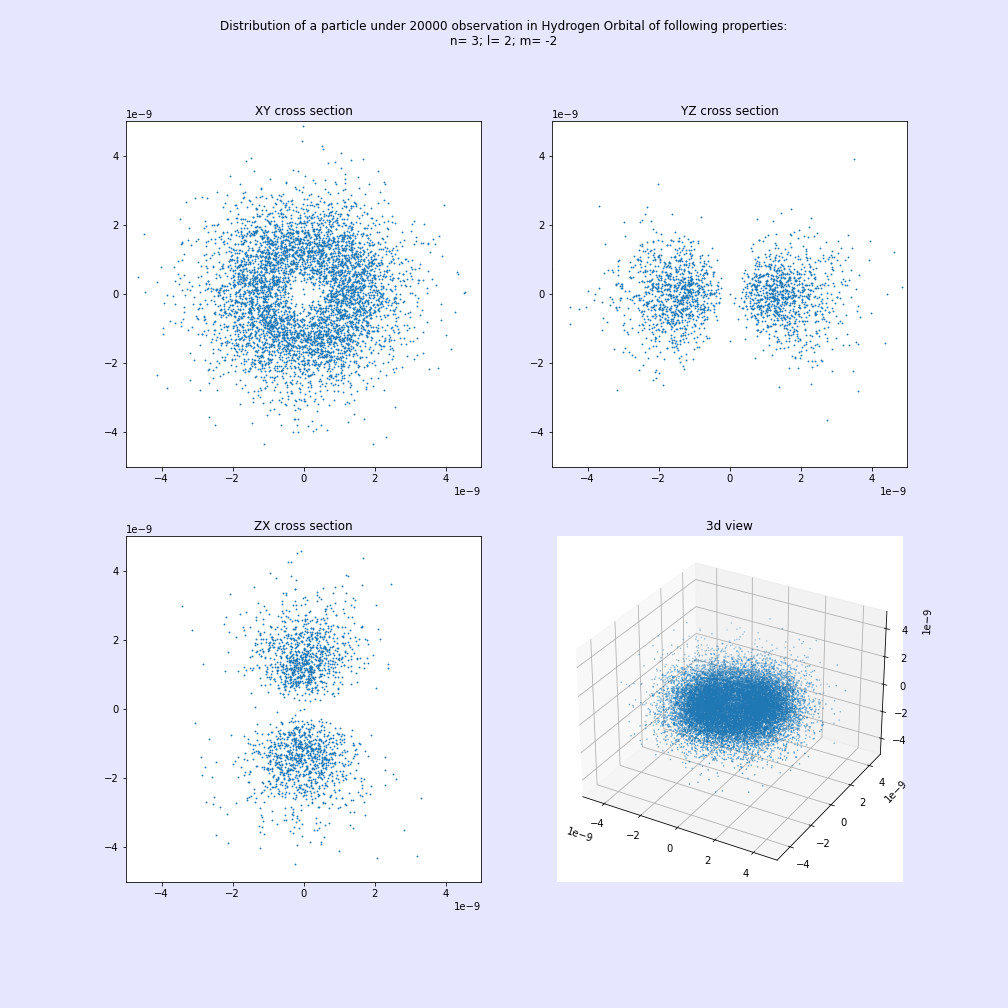 Distribution of a particle under 20000 observation in Hydrogen Orbital of following properties:
n= 3; l= 2; m= -2
XY cross section
1e-9
4
2
0
−2
−4
−4 −2 0 2 4
1e-9
YZ cross section
1e-9
4
2
0
−2
−4
−4 −2 0 2 4
1e-9
ZX cross section
1e-9
4
2
0
−2
−4
−4 −2 0 2 4
1e-9
3d view
1e-9
4
2
0
−2
−4
1e-9
4
2
0
−2
−4
1e-9
−4
−2
0
2
4